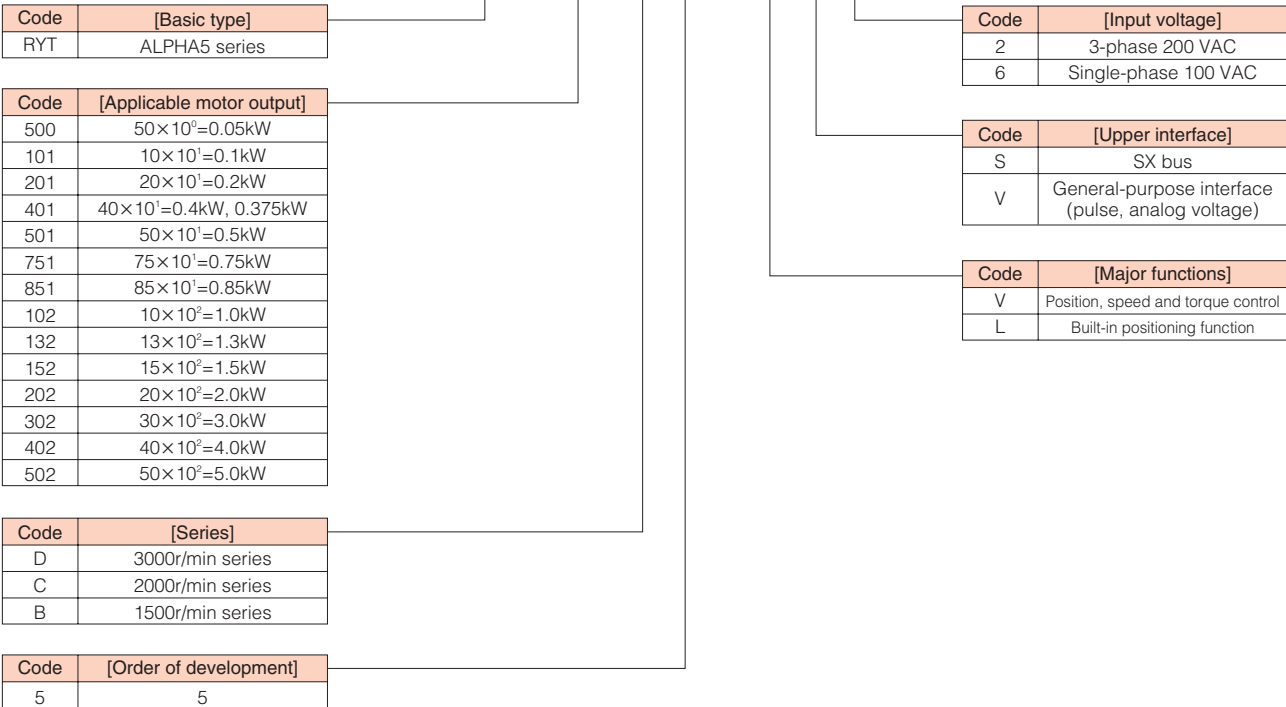 Code [Basic type]
RYT ALPHA5 series
Code [Applicable motor output]
500 50×10⁰=0.05kW
101 10×10¹=0.1kW
201 20×10¹=0.2kW
401 40×10¹=0.4kW, 0.375kW
501 50×10¹=0.5kW
751 75×10¹=0.75kW
851 85×10¹=0.85kW
102 10×10²=1.0kW
132 13×10²=1.3kW
152 15×10²=1.5kW
202 20×10²=2.0kW
302 30×10²=3.0kW
402 40×10²=4.0kW
502 50×10²=5.0kW
Code [Series]
D 3000r/min series
C 2000r/min series
B 1500r/min series
Code [Order of development]
5 5
Code [Input voltage]
2 3-phase 200 VAC
6 Single-phase 100 VAC
Code [Upper interface]
S SX bus
V General-purpose interface
(pulse, analog voltage)
Code [Major functions]
V Position, speed and torque control
L Built-in positioning function